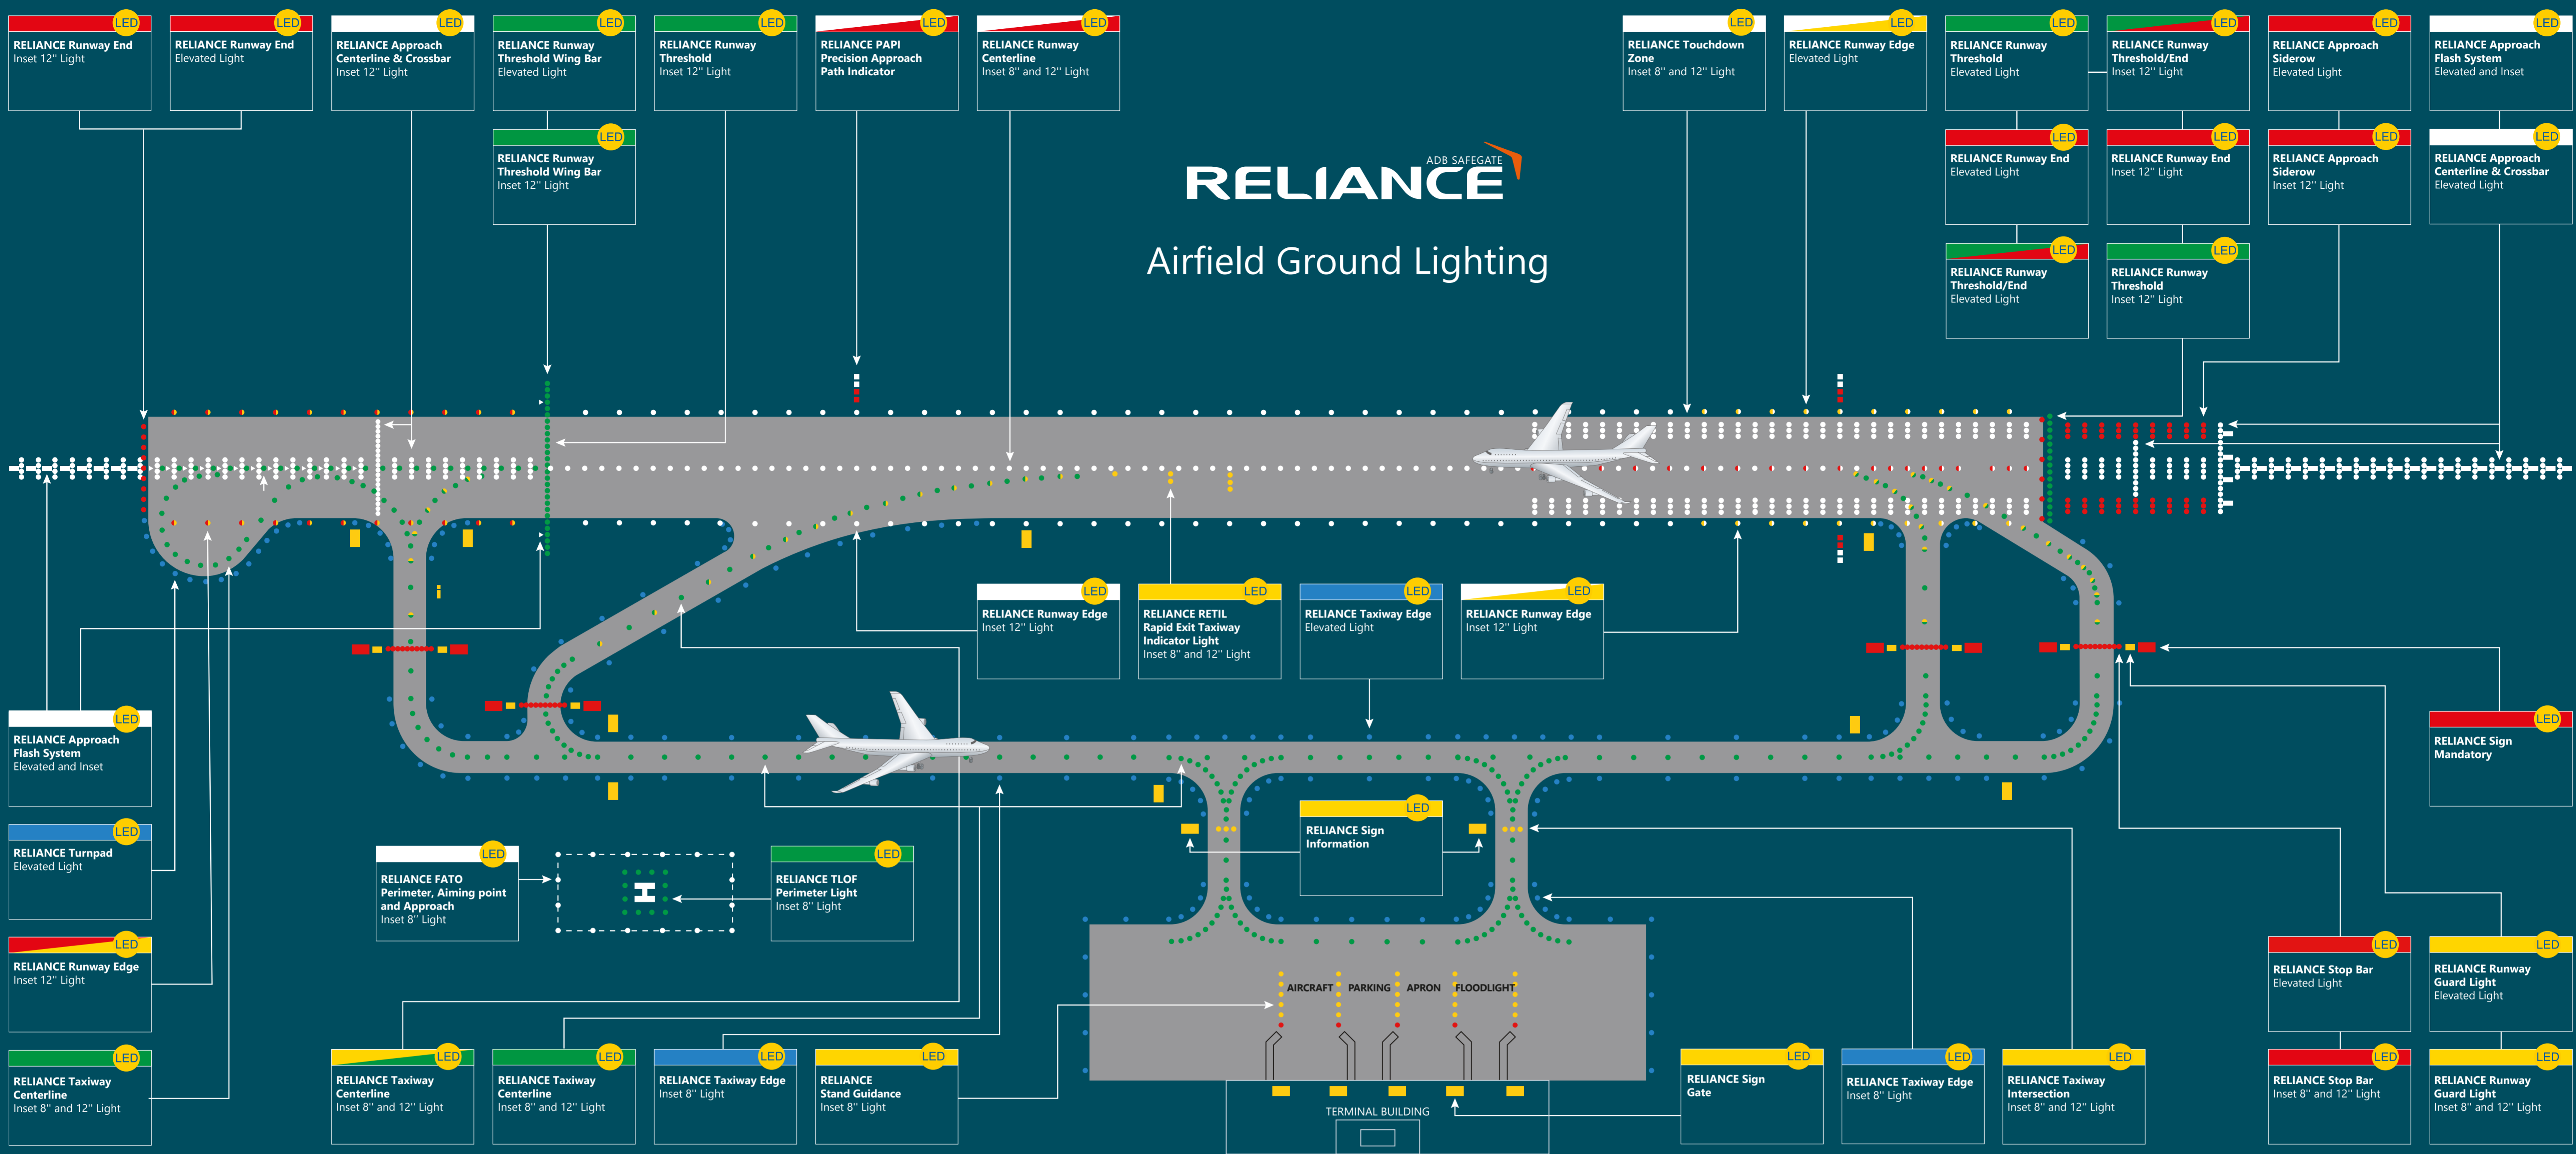 LED
RELIANCE Runway End
Inset 12'' Light
LED
RELIANCE Runway End
Elevated Light
LED
RELIANCE Approach
Centerline & Crossbar
Inset 12'' Light
LED
RELIANCE Runway
Threshold Wing Bar
Elevated Light
LED
RELIANCE Runway
Threshold
Inset 12'' Light
LED
RELIANCE PAPI
Precision Approach
Path Indicator
LED
RELIANCE Runway
Centerline
Inset 8'' and 12'' Light
LED
RELIANCE Touchdown
Zone
Inset 8'' and 12'' Light
LED
RELIANCE Runway Edge
Elevated Light
LED
RELIANCE Runway
Threshold
Elevated Light
LED
RELIANCE Runway
Threshold/End
Inset 12'' Light
LED
RELIANCE Approach
Siderow
Elevated Light
LED
RELIANCE Approach
Flash System
Elevated and Inset
LED
RELIANCE Runway
Threshold Wing Bar
Inset 12'' Light
ADB SAFEGATE
RELIANCE
Airfield Ground Lighting
LED
RELIANCE Runway End
Elevated Light
LED
RELIANCE Runway End
Inset 12'' Light
LED
RELIANCE Approach
Siderow
Inset 12'' Light
LED
RELIANCE Approach
Centerline & Crossbar
Elevated Light
LED
RELIANCE Runway
Threshold/End
Elevated Light
LED
RELIANCE Runway
Threshold
Inset 12'' Light
LED
RELIANCE Runway Edge
Inset 12'' Light
LED
RELIANCE RETIL
Rapid Exit Taxiway
Indicator Light
Inset 8'' and 12'' Light
LED
RELIANCE Taxiway Edge
Elevated Light
LED
RELIANCE Runway Edge
Inset 12'' Light
LED
RELIANCE Approach
Flash System
Elevated and Inset
LED
RELIANCE Sign
Mandatory
LED
RELIANCE Turnpad
Elevated Light
LED
RELIANCE FATO
Perimeter, Aiming point
and Approach
Inset 8'' Light
H
LED
RELIANCE TLOF
Perimeter Light
Inset 8'' Light
LED
RELIANCE Sign
Information
LED
RELIANCE Runway Edge
Inset 12'' Light
AIRCRAFT PARKING APRON FLOODLIGHT
LED
RELIANCE Stop Bar
Elevated Light
LED
RELIANCE Runway
Guard Light
Elevated Light
LED
RELIANCE Taxiway
Centerline
Inset 8'' and 12'' Light
LED
RELIANCE Taxiway
Centerline
Inset 8'' and 12'' Light
LED
RELIANCE Taxiway
Centerline
Inset 8'' and 12'' Light
LED
RELIANCE Taxiway Edge
Inset 8'' Light
LED
RELIANCE
Stand Guidance
Inset 8'' Light
TERMINAL BUILDING
LED
RELIANCE Sign
Gate
LED
RELIANCE Taxiway Edge
Inset 8'' Light
LED
RELIANCE Taxiway
Intersection
Inset 8'' and 12'' Light
LED
RELIANCE Stop Bar
Inset 8'' and 12'' Light
LED
RELIANCE Runway
Guard Light
Inset 8'' and 12'' Light